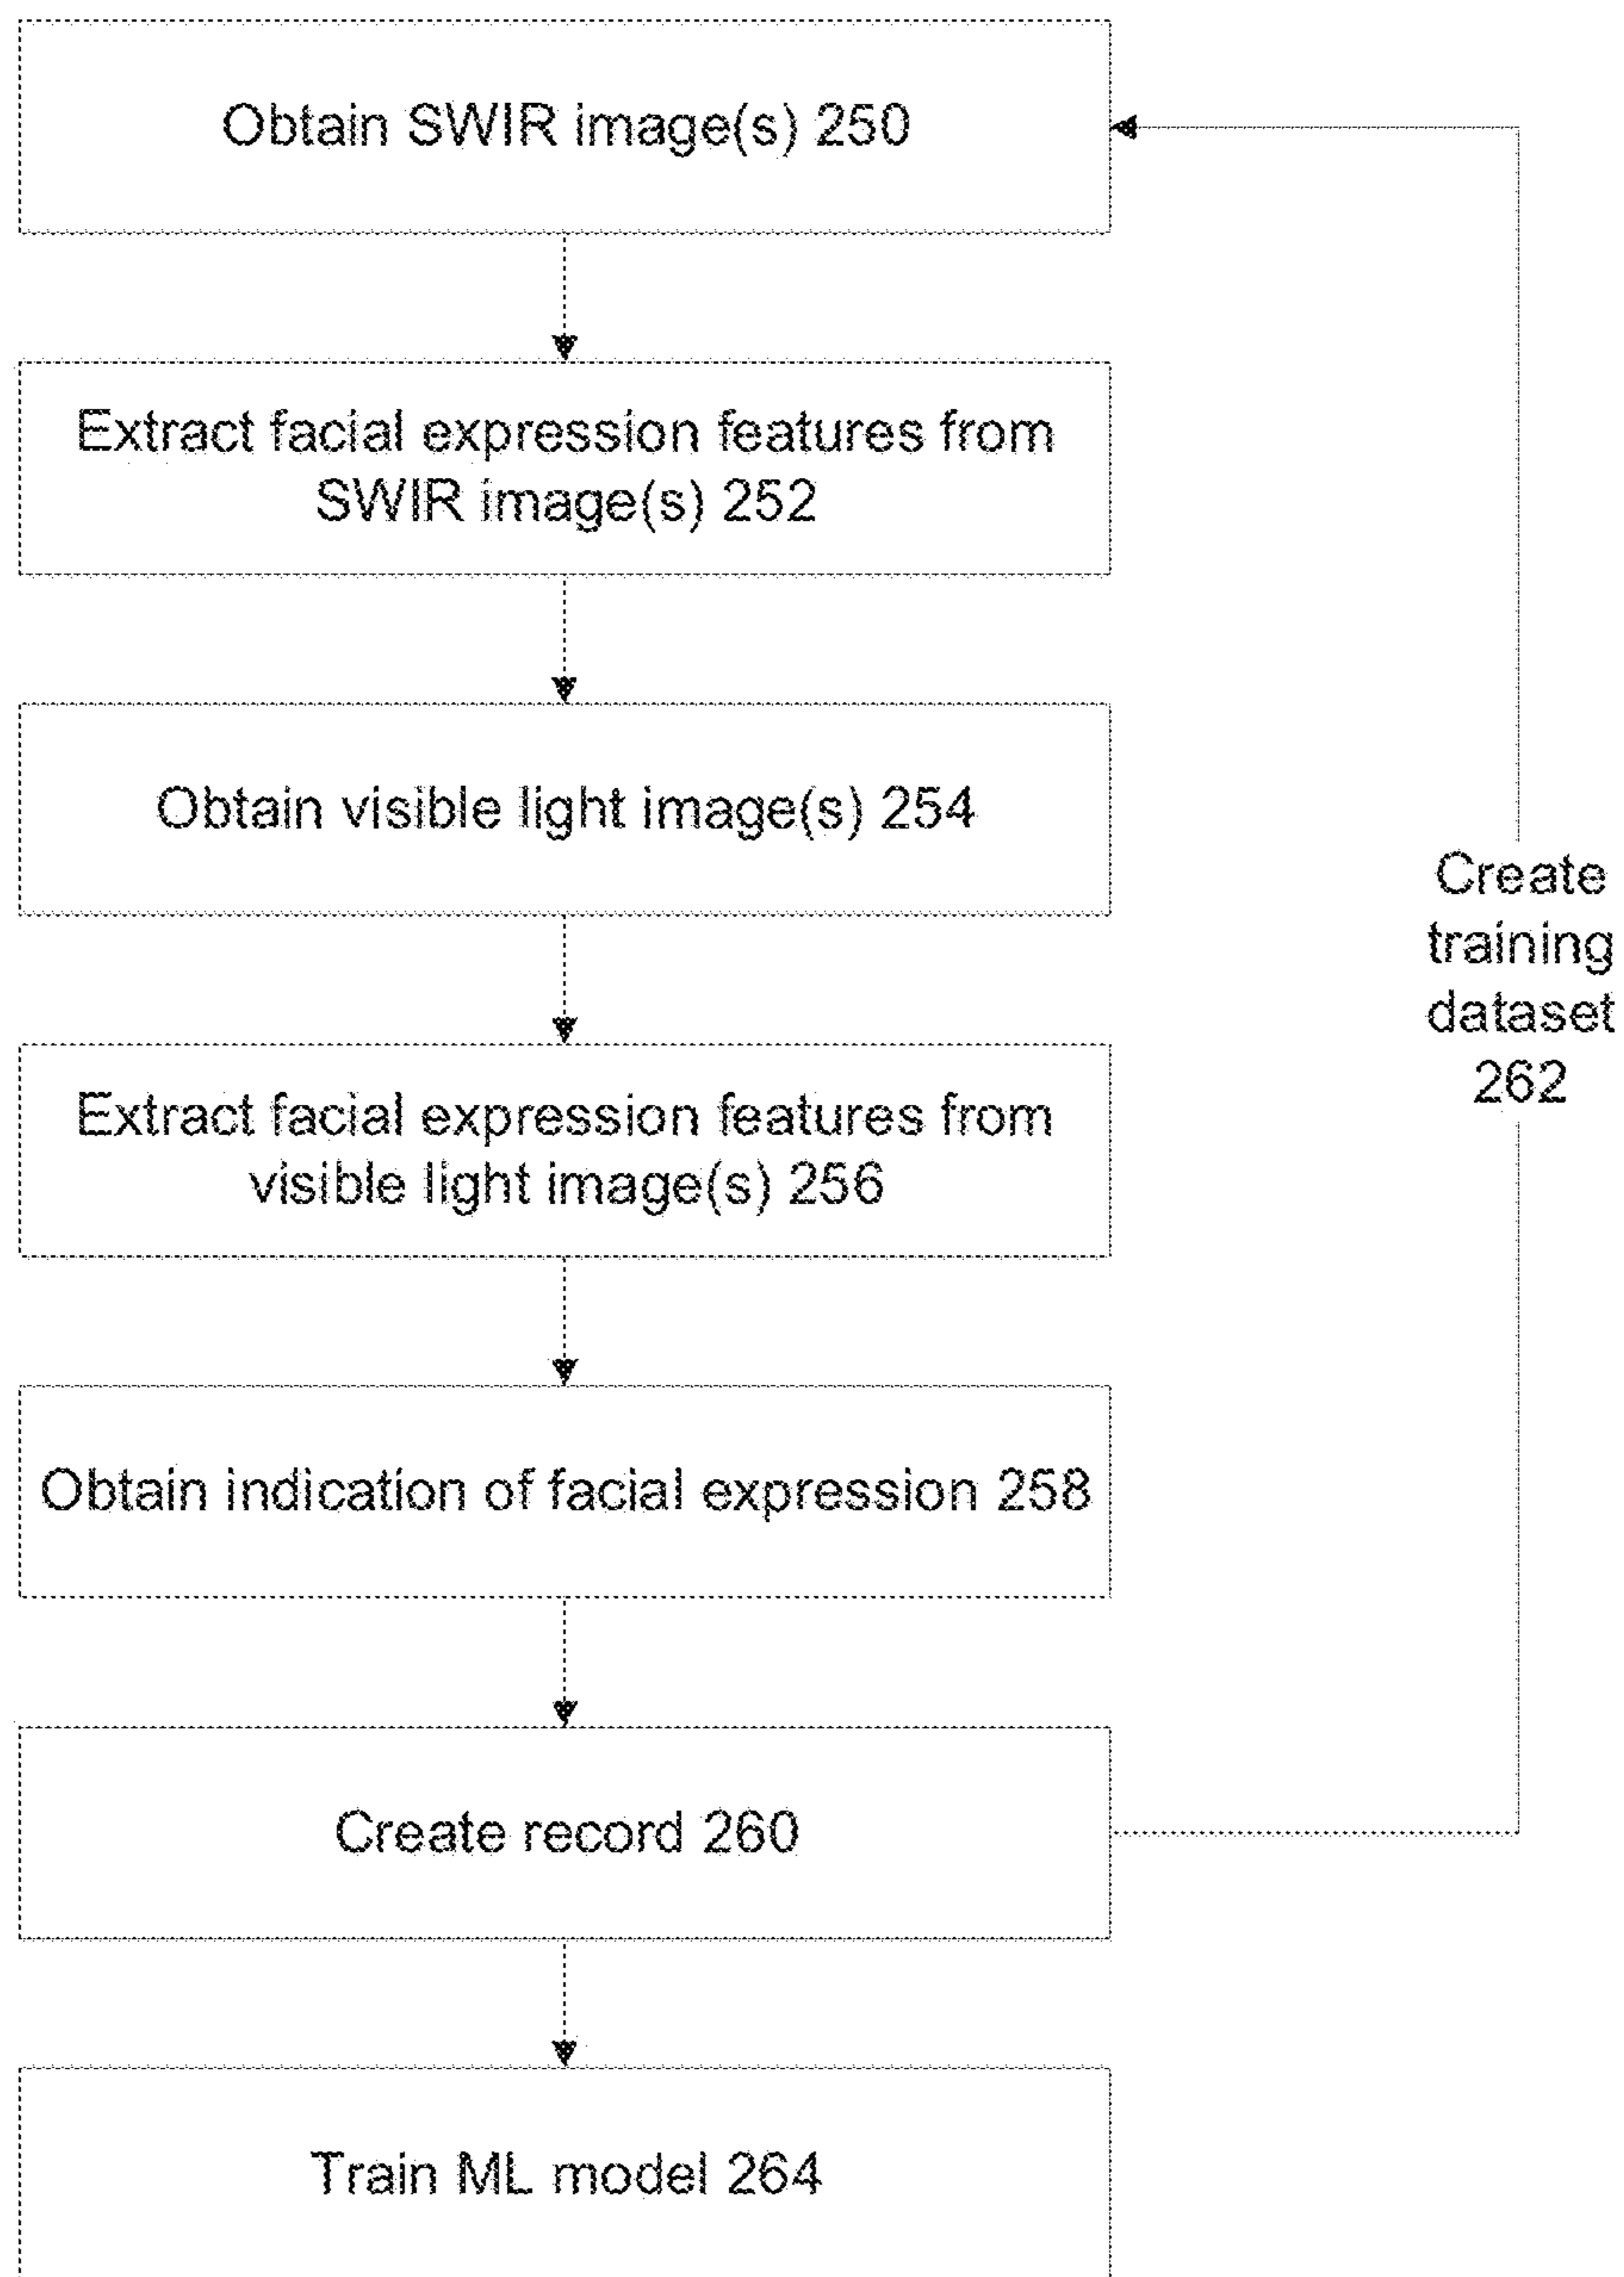 Obtain SWIR image(s) 250
Extract facial expression features from
SWIR image(s) 252
Obtain visible light image(s) 254
Create
training
dataset
262
Extract facial expression features from
visible light image(s) 256
Obtain indication of facial expression 258
Create record 260
Train ML model 264